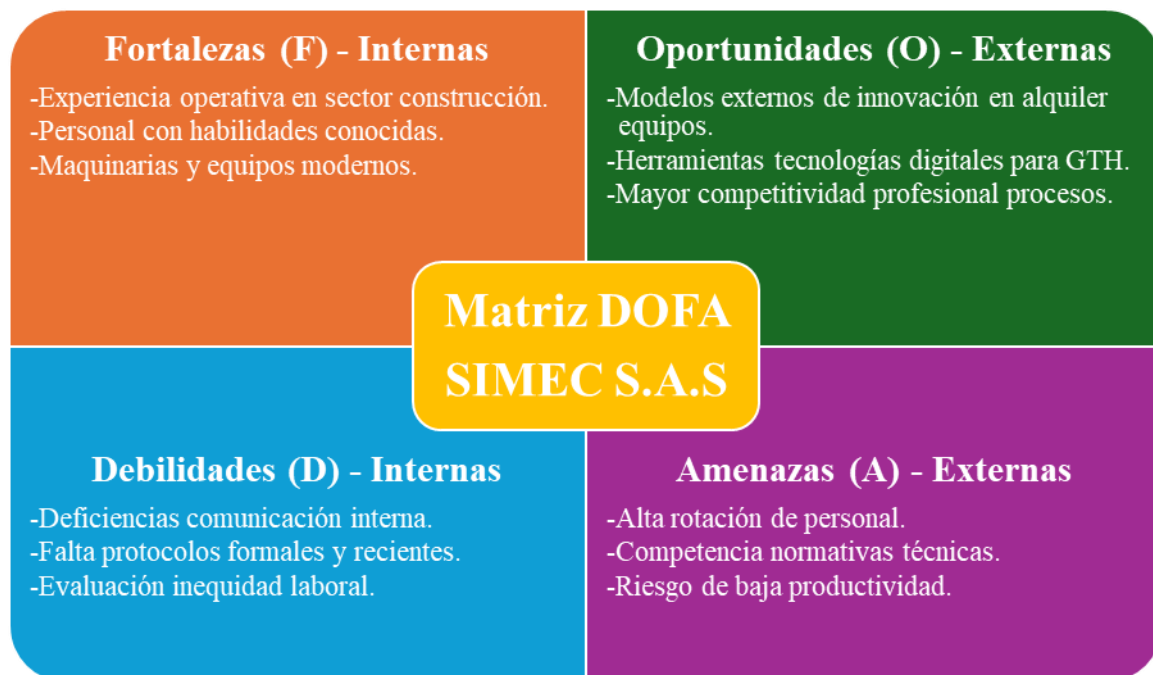 Fortalezas (F) - Internas
-Experiencia operativa en sector construcción.
-Personal con habilidades conocidas.
-Maquinarias y equipos modernos.
Oportunidades (O) - Externas
-Modelos externos de innovación en alquiler
equipos.
-Herramientas tecnologías digitales para GTH.
-Mayor competitividad profesional procesos.
Matriz DOFA
SIMEC S.A.S
Debilidades (D) - Internas
-Deficiencias comunicación interna.
-Falta protocolos formales y recientes.
-Evaluación inequidad laboral.
Amenazas (A) - Externas
-Alta rotación de personal.
-Competencia normativas técnicas.
-Riesgo de baja productividad.